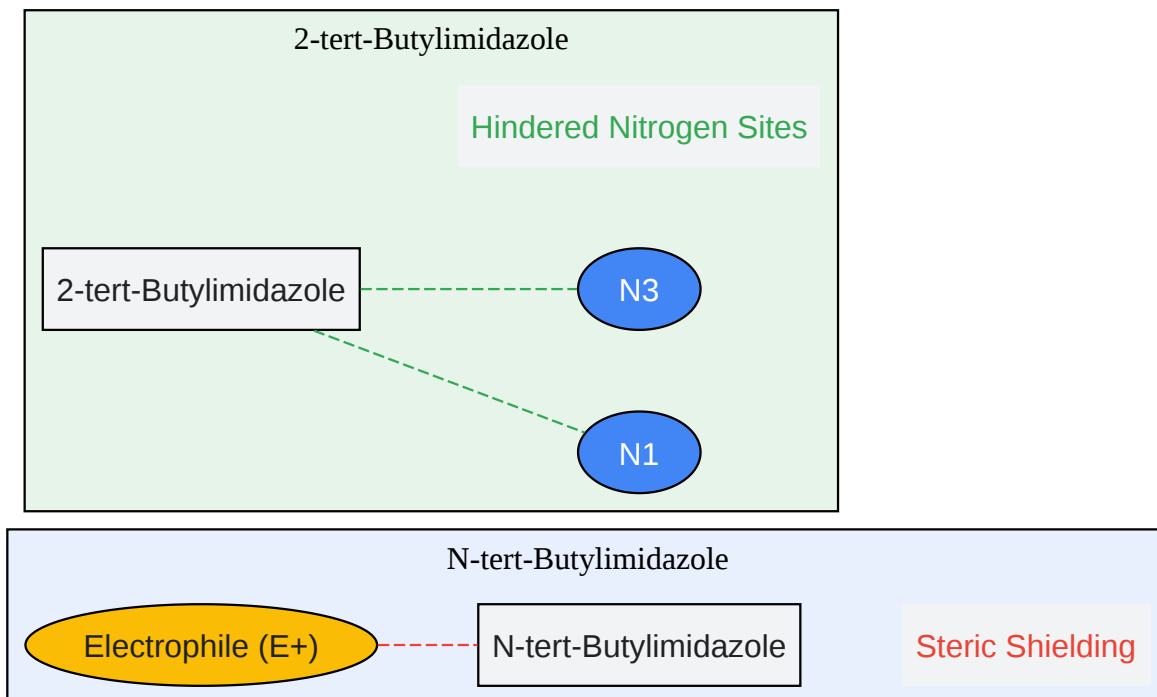 2-tert-Butylimidazole
Hindered Nitrogen Sites
2-tert-Butylimidazole
N3
N1
N-tert-Butylimidazole
Electrophile (E+)
N-tert-Butylimidazole
Steric Shielding